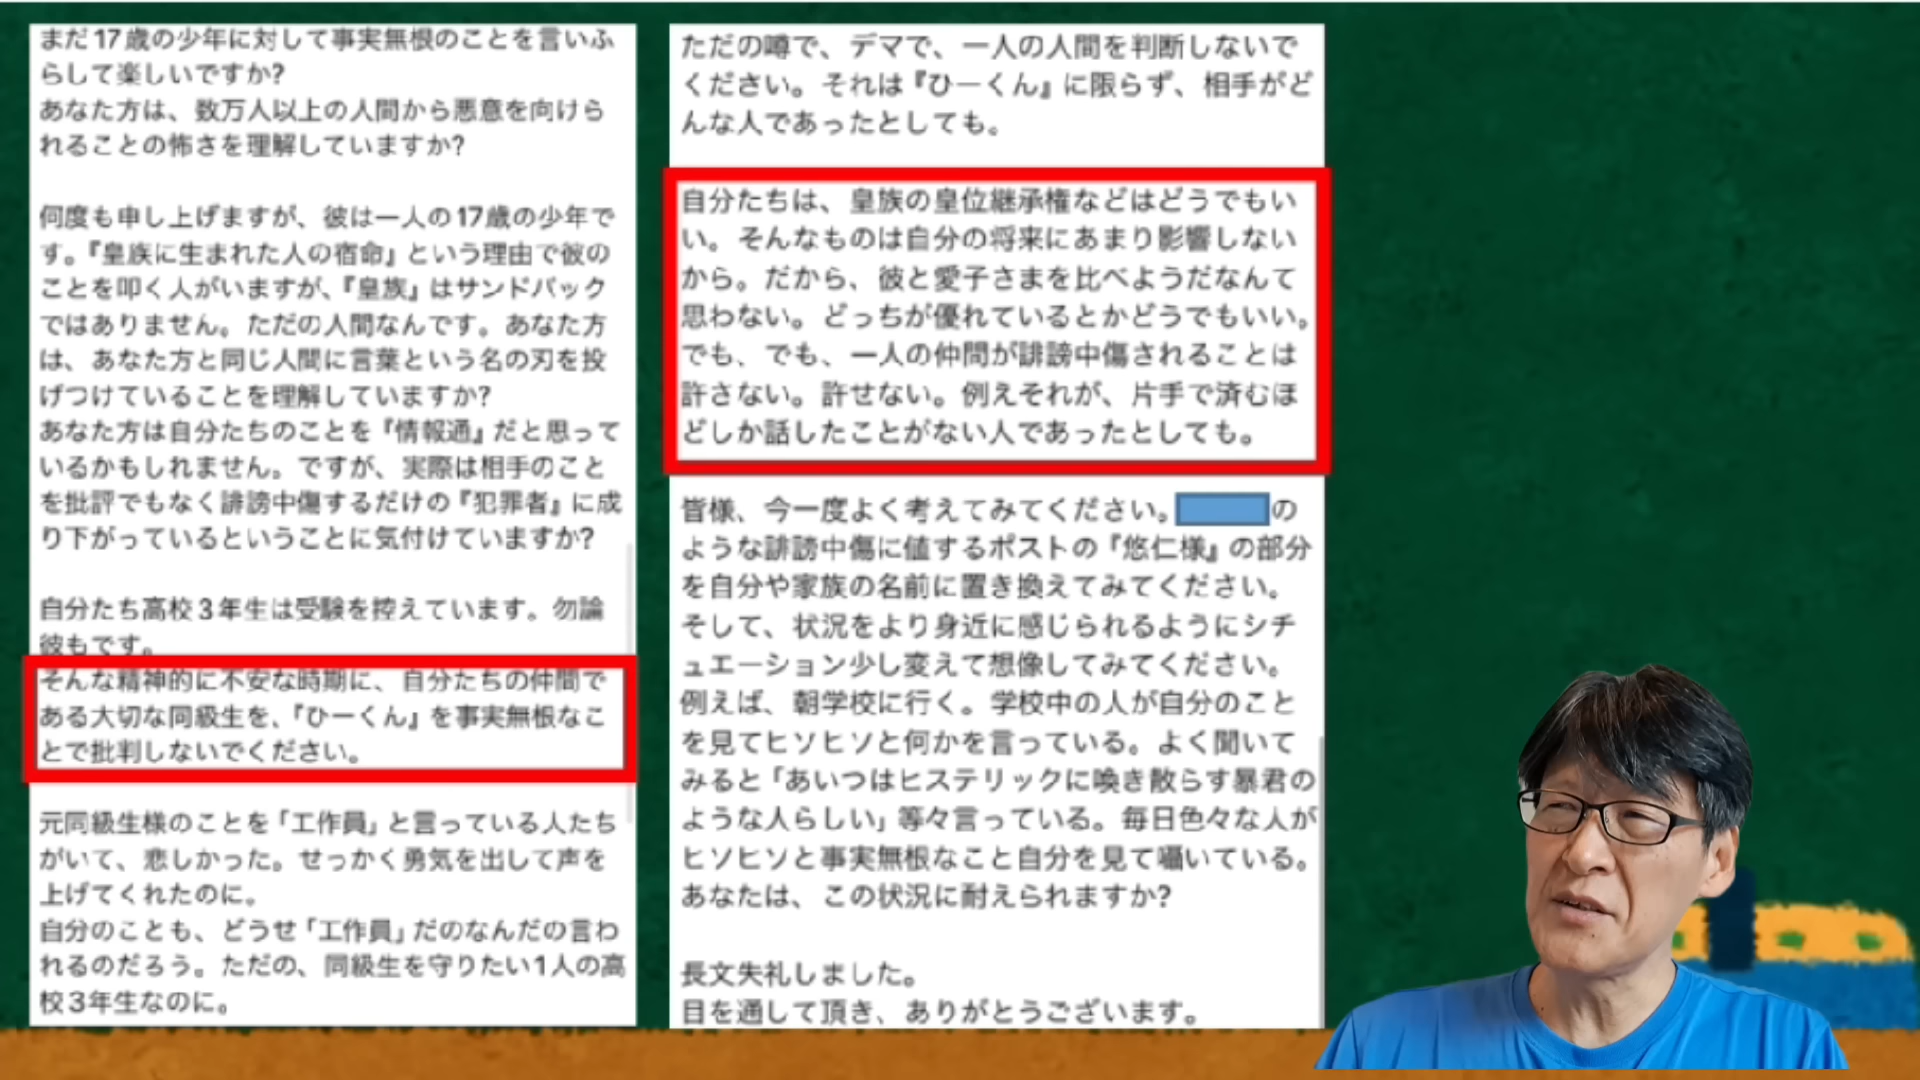 まだ17歳の少年に対して事実無根のことを言いふ
らして楽しいですか?
あなた方は、数万人以上の人間から悪意を向けら
れることの怖さを理解していますか?
何度も申し上げますが、彼は一人の17歳の少年で
す。『皇族に生まれた人の宿命』という理由で彼の
ことを叩く人がいますが、『皇族』はサンドバック
ではありません。ただの人間なんです。あなた方
は、あなた方と同じ人間に言葉という名の刃を投
げつけていることを理解していますか?
あなた方は自分たちのことを『情報通』だと思って
いるかもしれません。ですが、実際は相手のこと
を批評でもなく誹謗中傷するだけの『犯罪者』に成
り下がっているということに気付けていますか?
自分たち高校3年生は受験を控えています。勿論
彼もです。
そんな精神的に不安な時期に、自分たちの仲間で
ある大切な同級生を、『ひーくん』を事実無根なこ
とで批判しないでください。
元同級生様のことを「工作員」と言っている人たち
がいて、悲しかった。せっかく勇気を出して声を
上げてくれたのに。
自分のことも、どうせ「工作員」だのなんだの言わ
れるのだろう。ただの、同級生を守りたい1人の高
校3年生なのに。
ただの噂で、デマで、一人の人間を判断しないで
ください。それは『ひーくん』に限らず、相手がど
んな人であったとしても。
自分たちは、皇族の皇位継承権などはどうでもい
い。そんなものは自分の将来にあまり影響しない
から。だから、彼と愛子さまを比べようだなんて
思わない。どっちが優れているとかどうでもいい。
でも、でも、一人の仲間が誹謗中傷されることは
許さない。許せない。例えそれが、片手で済むほ
どしか話したことがない人であったとしても。
皆様、今一度よく考えてみてください。の
ような誹謗中傷に値するポストの『悠仁様』の部分
を自分や家族の名前に置き換えてみてください。
そして、状況をより身近に感じられるようにシチ
ュエーション少し変えて想像してみてください。
例えば、朝学校に行く。学校中の人が自分のこと
を見てヒソヒソと何かを言っている。よく聞いて
みると「あいつはヒステリックに喚き散らす暴君の
ような人らしい」等々言っている。毎日色々な人が
ヒソヒソと事実無根なこと自分を見て囁いている。
あなたは、この状況に耐えられますか?
長文失礼しました。
目を通して頂き、ありがとうございます。